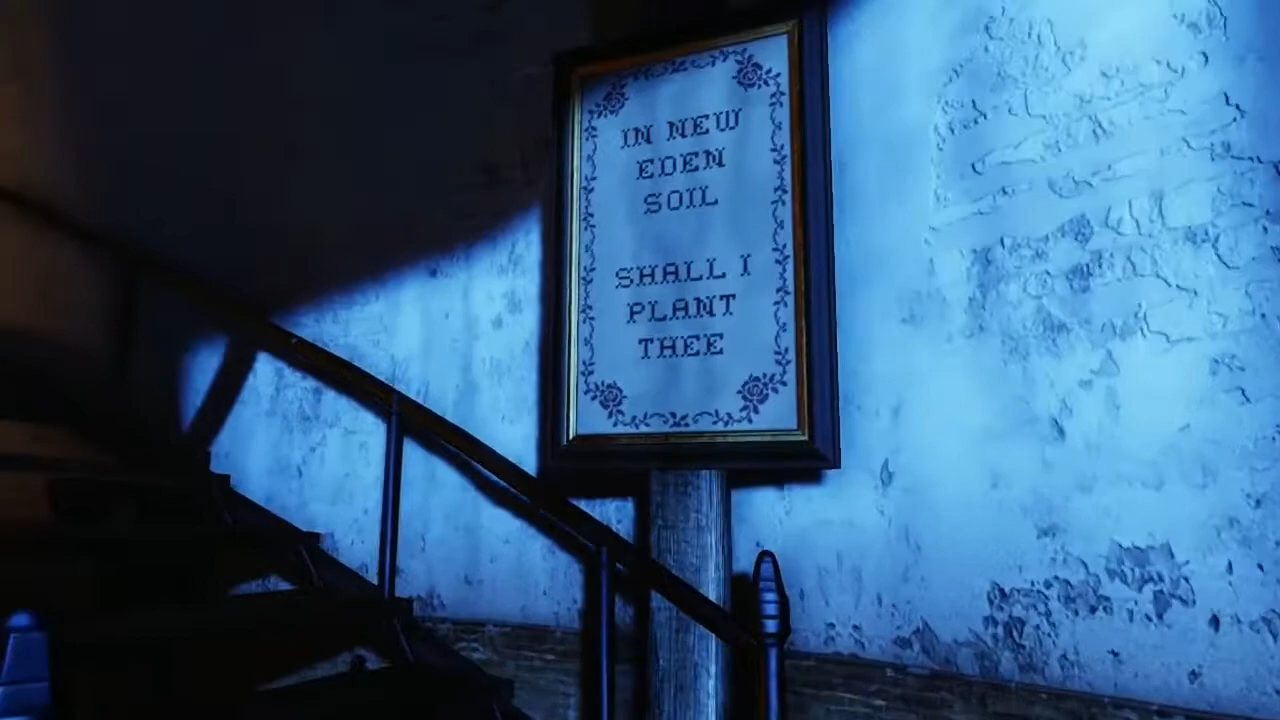 IN NEW
EDEN
SOIL
SHALL I
PLANT
THEE